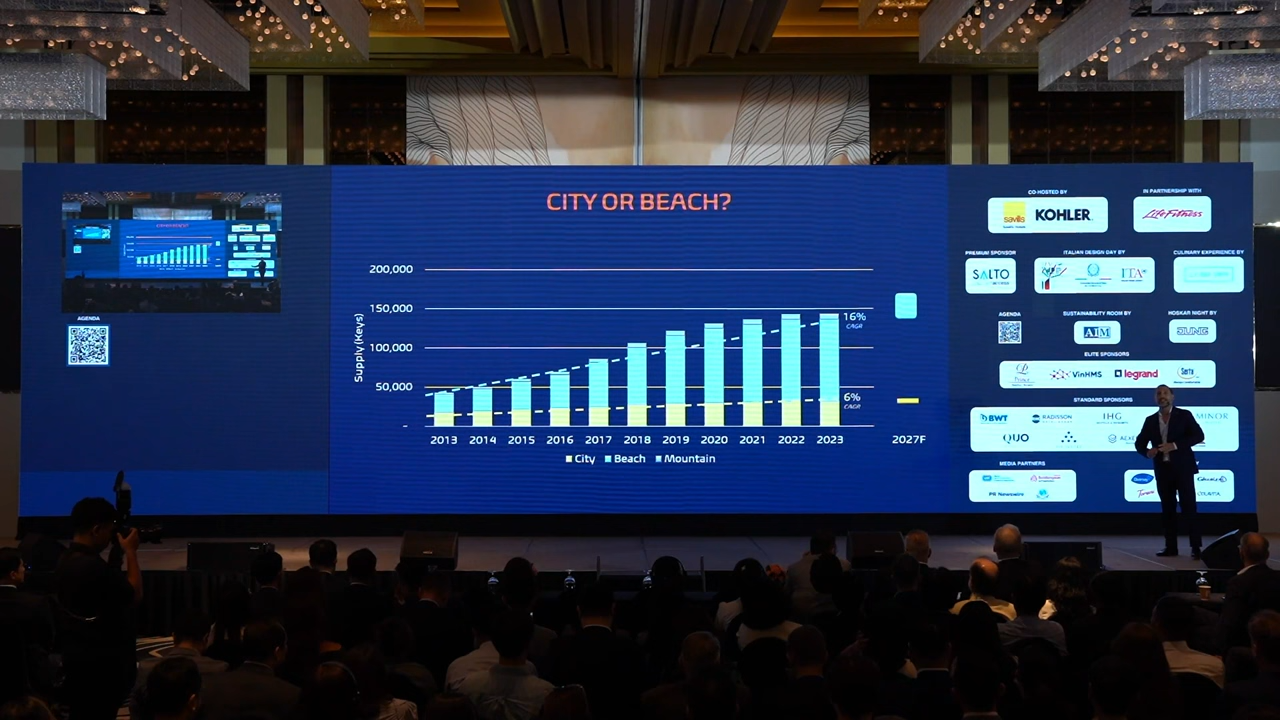 CITY OR BEACH?
200,000
150,000
100,000
50,000
-
Supply (Keys)
16%
CAGR
6%
CAGR
2013 2014 2015 2016 2017 2018 2019 2020 2021 2022 2023 2027F
City Beach Mountain
AGENDA
CO-HOSTED BY
IN PARTNERSHIP WITH
savills
KOHLER
LifeFitness
PREMIUM SPONSOR
ITALIAN DESIGN DAY BY
CULINARY EXPERIENCE BY
SALTO
ITA
AGENDA
SUSTAINABILITY ROOM BY
HOSKAR NIGHT BY
AIM
ELITE SPONSORS
VinHMS
legrand
Serta
STANDARD SPONSORS
BWT
RADISSON
IHG
MINOR
QUO
MEDIA PARTNERS
PR Newswire